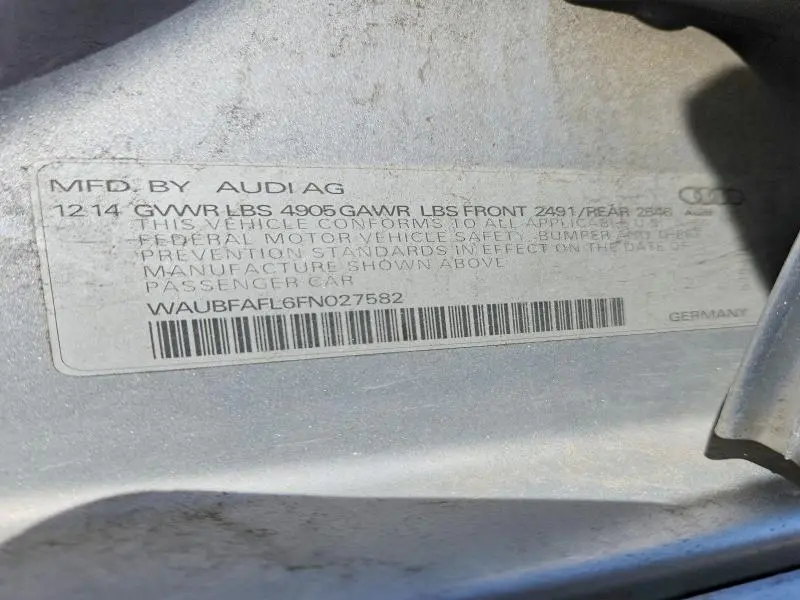 MFD. BY AUDI AG
12 14 GVWR LBS 4905 GAWR LBS FRONT 2491/REAR 2646
Audi
THIS VEHICLE CONFORMS TO ALL APPLICABLE U.S.
FEDERAL MOTOR VEHICLE SAFETY, BUMPER AND THEFT
PREVENTION STANDARDS IN EFFECT ON THE DATE OF
MANUFACTURE SHOWN ABOVE.
PASSENGER CAR
WAUBFAFL6FN027582
GERMANY